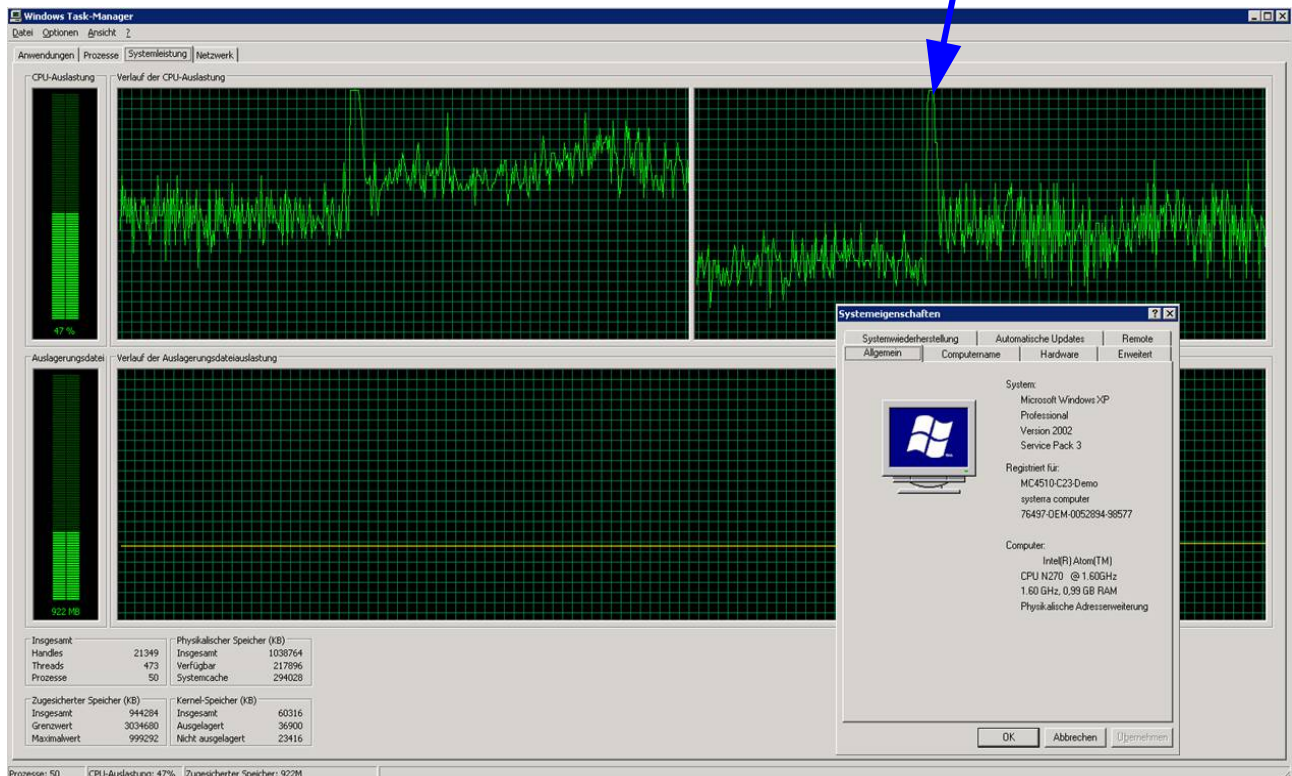 Windows Task-Manager
Datei Optionen Ansicht ?
Anwendungen Prozesse Systemleistung Netzwerk
CPU-Auslastung
Verlauf der CPU-Auslastung
47 %
Auslagerungsdatei
Verlauf der Auslagerungsdateiauslastung
922 MB
Insgesamt
Handles 21349
Threads 473
Prozesse 50
Physikalischer Speicher (KB)
Insgesamt 1038764
Verfügbar 217896
Systemcache 294028
Zugesicherter Speicher (KB)
Insgesamt 944284
Grenzwert 3034680
Maximalwert 999292
Kernel-Speicher (KB)
Insgesamt 60316
Ausgelagert 36900
Nicht ausgelagert 23416
Prozesse: 50 CPU-Auslastung: 47% Zugesicherter Speicher: 922M
Systemeigenschaften
Systemwiederherstellung Automatische Updates Remote
Allgemein Computername Hardware Erweitert
System:
Microsoft Windows XP
Professional
Version 2002
Service Pack 3
Registriert für:
MC4510-C23-Demo
systerra computer
76497-OEM-0052894-98577
Computer:
Intel(R) Atom(TM)
CPU N270 @ 1.60GHz
1.60 GHz, 0,99 GB RAM
Physikalische Adresserweiterung
OK Abbrechen Übernehmen